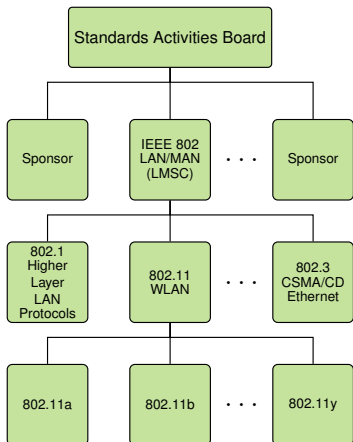 Standards Activities Board
Sponsor
IEEE 802
LAN/MAN
(LMSC)
. . .
Sponsor
802.1
Higher
Layer
LAN
Protocols
802.11
WLAN
. . .
802.3
CSMA/CD
Ethernet
802.11a
802.11b
. . .
802.11y